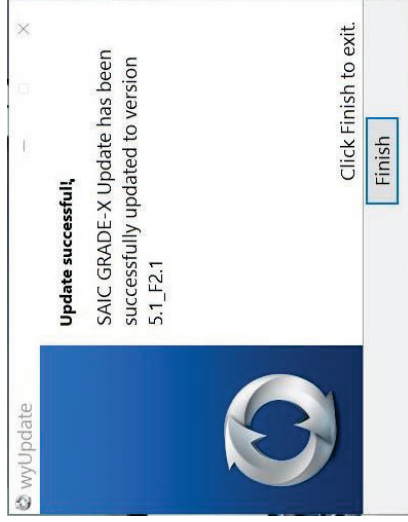 wyUpdate
Update successful!,
SAIC GRADE-X Update has been
successfully updated to version
5.1_F2.1
Click Finish to exit.
Finish